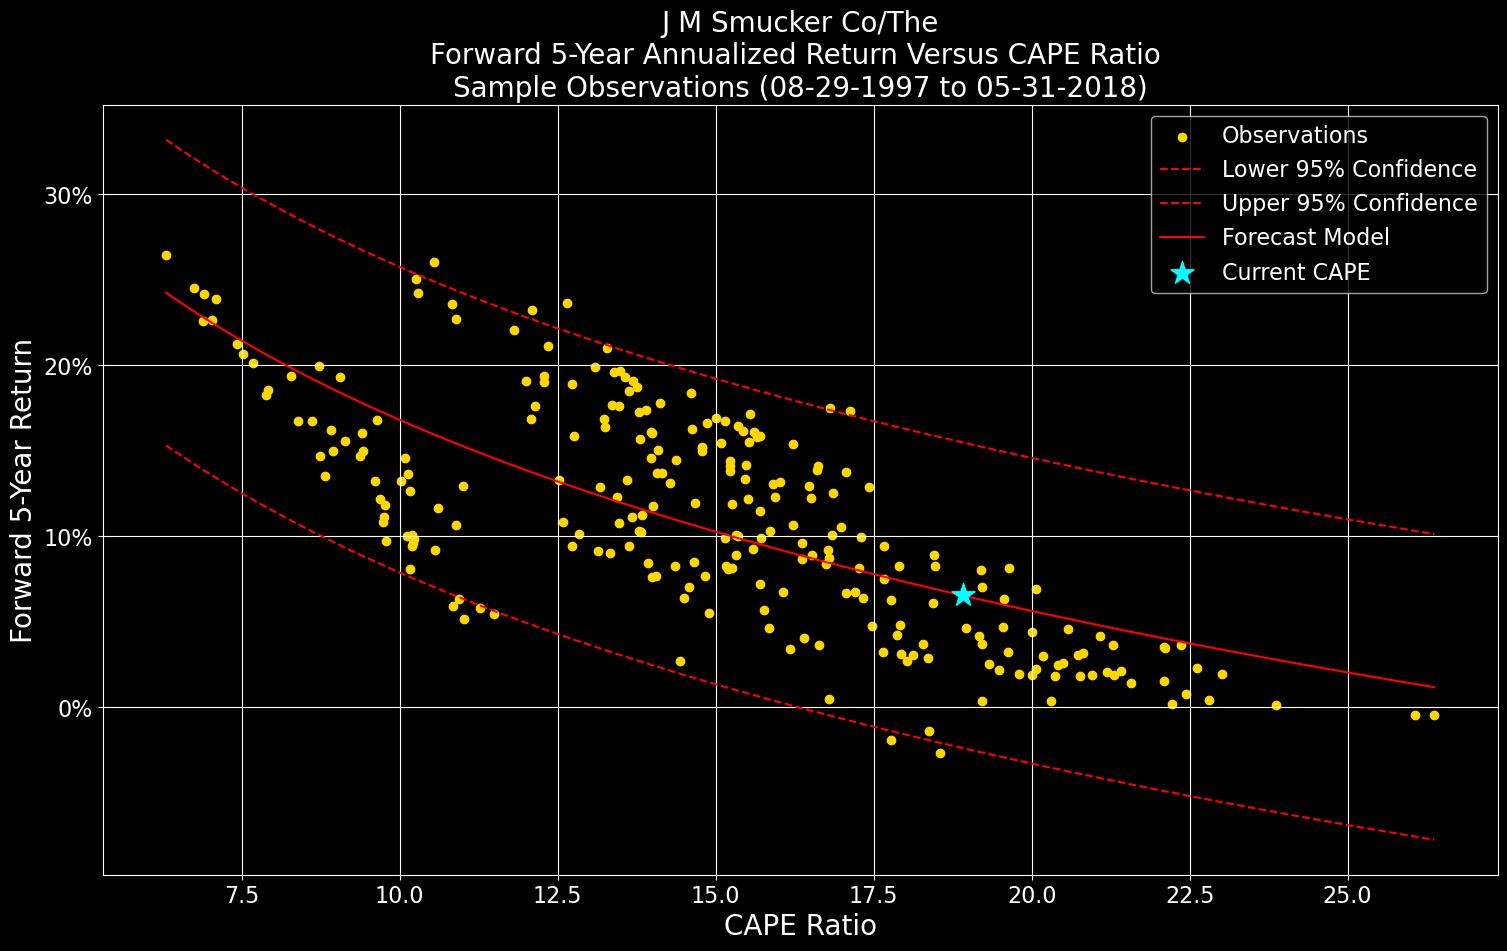 J M Smucker Co/The
Forward 5-Year Annualized Return Versus CAPE Ratio
Sample Observations (08-29-1997 to 05-31-2018)
Observations
Lower 95% Confidence
Upper 95% Confidence
Forecast Model
Current CAPE
Forward 5-Year Return
30%
20%
10%
0%
7.5 10.0 12.5 15.0 17.5 20.0 22.5 25.0
CAPE Ratio